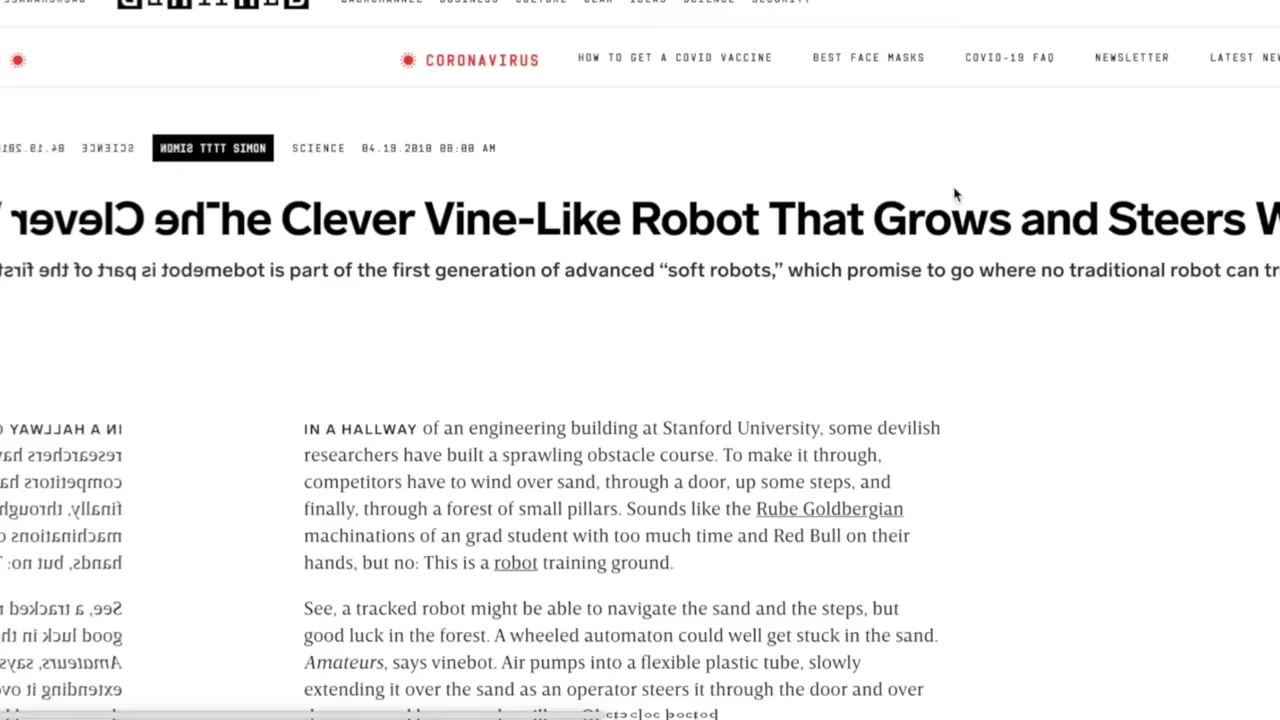 BACKCHANNEL BUSINESS CULTURE GEAR IDEAS SCIENCE SECURITY
CORONAVIRUS HOW TO GET A COVID VACCINE BEST FACE MASKS COVID-19 FAQ NEWSLETTER LATEST
SIMON SCIENCE 04.19.2018 08:00 AM
The Clever Vine-Like Robot That Grows and Steers
is part of the first generation of advanced “soft robots,” which promise to go where no traditional robot can
IN A HALLWAY of an engineering building at Stanford University, some devilish
researchers have built a sprawling obstacle course. To make it through,
competitors have to wind over sand, through a door, up some steps, and
finally, through a forest of small pillars. Sounds like the Rube Goldbergian
machinations of an grad student with too much time and Red Bull on their
hands, but no: This is a robot training ground.
See, a tracked robot might be able to navigate the sand and the steps, but
good luck in the forest. A wheeled automaton could well get stuck in the sand.
Amateurs, says vinebot. Air pumps into a flexible plastic tube, slowly
extending it over the sand as an operator steers it through the door and over